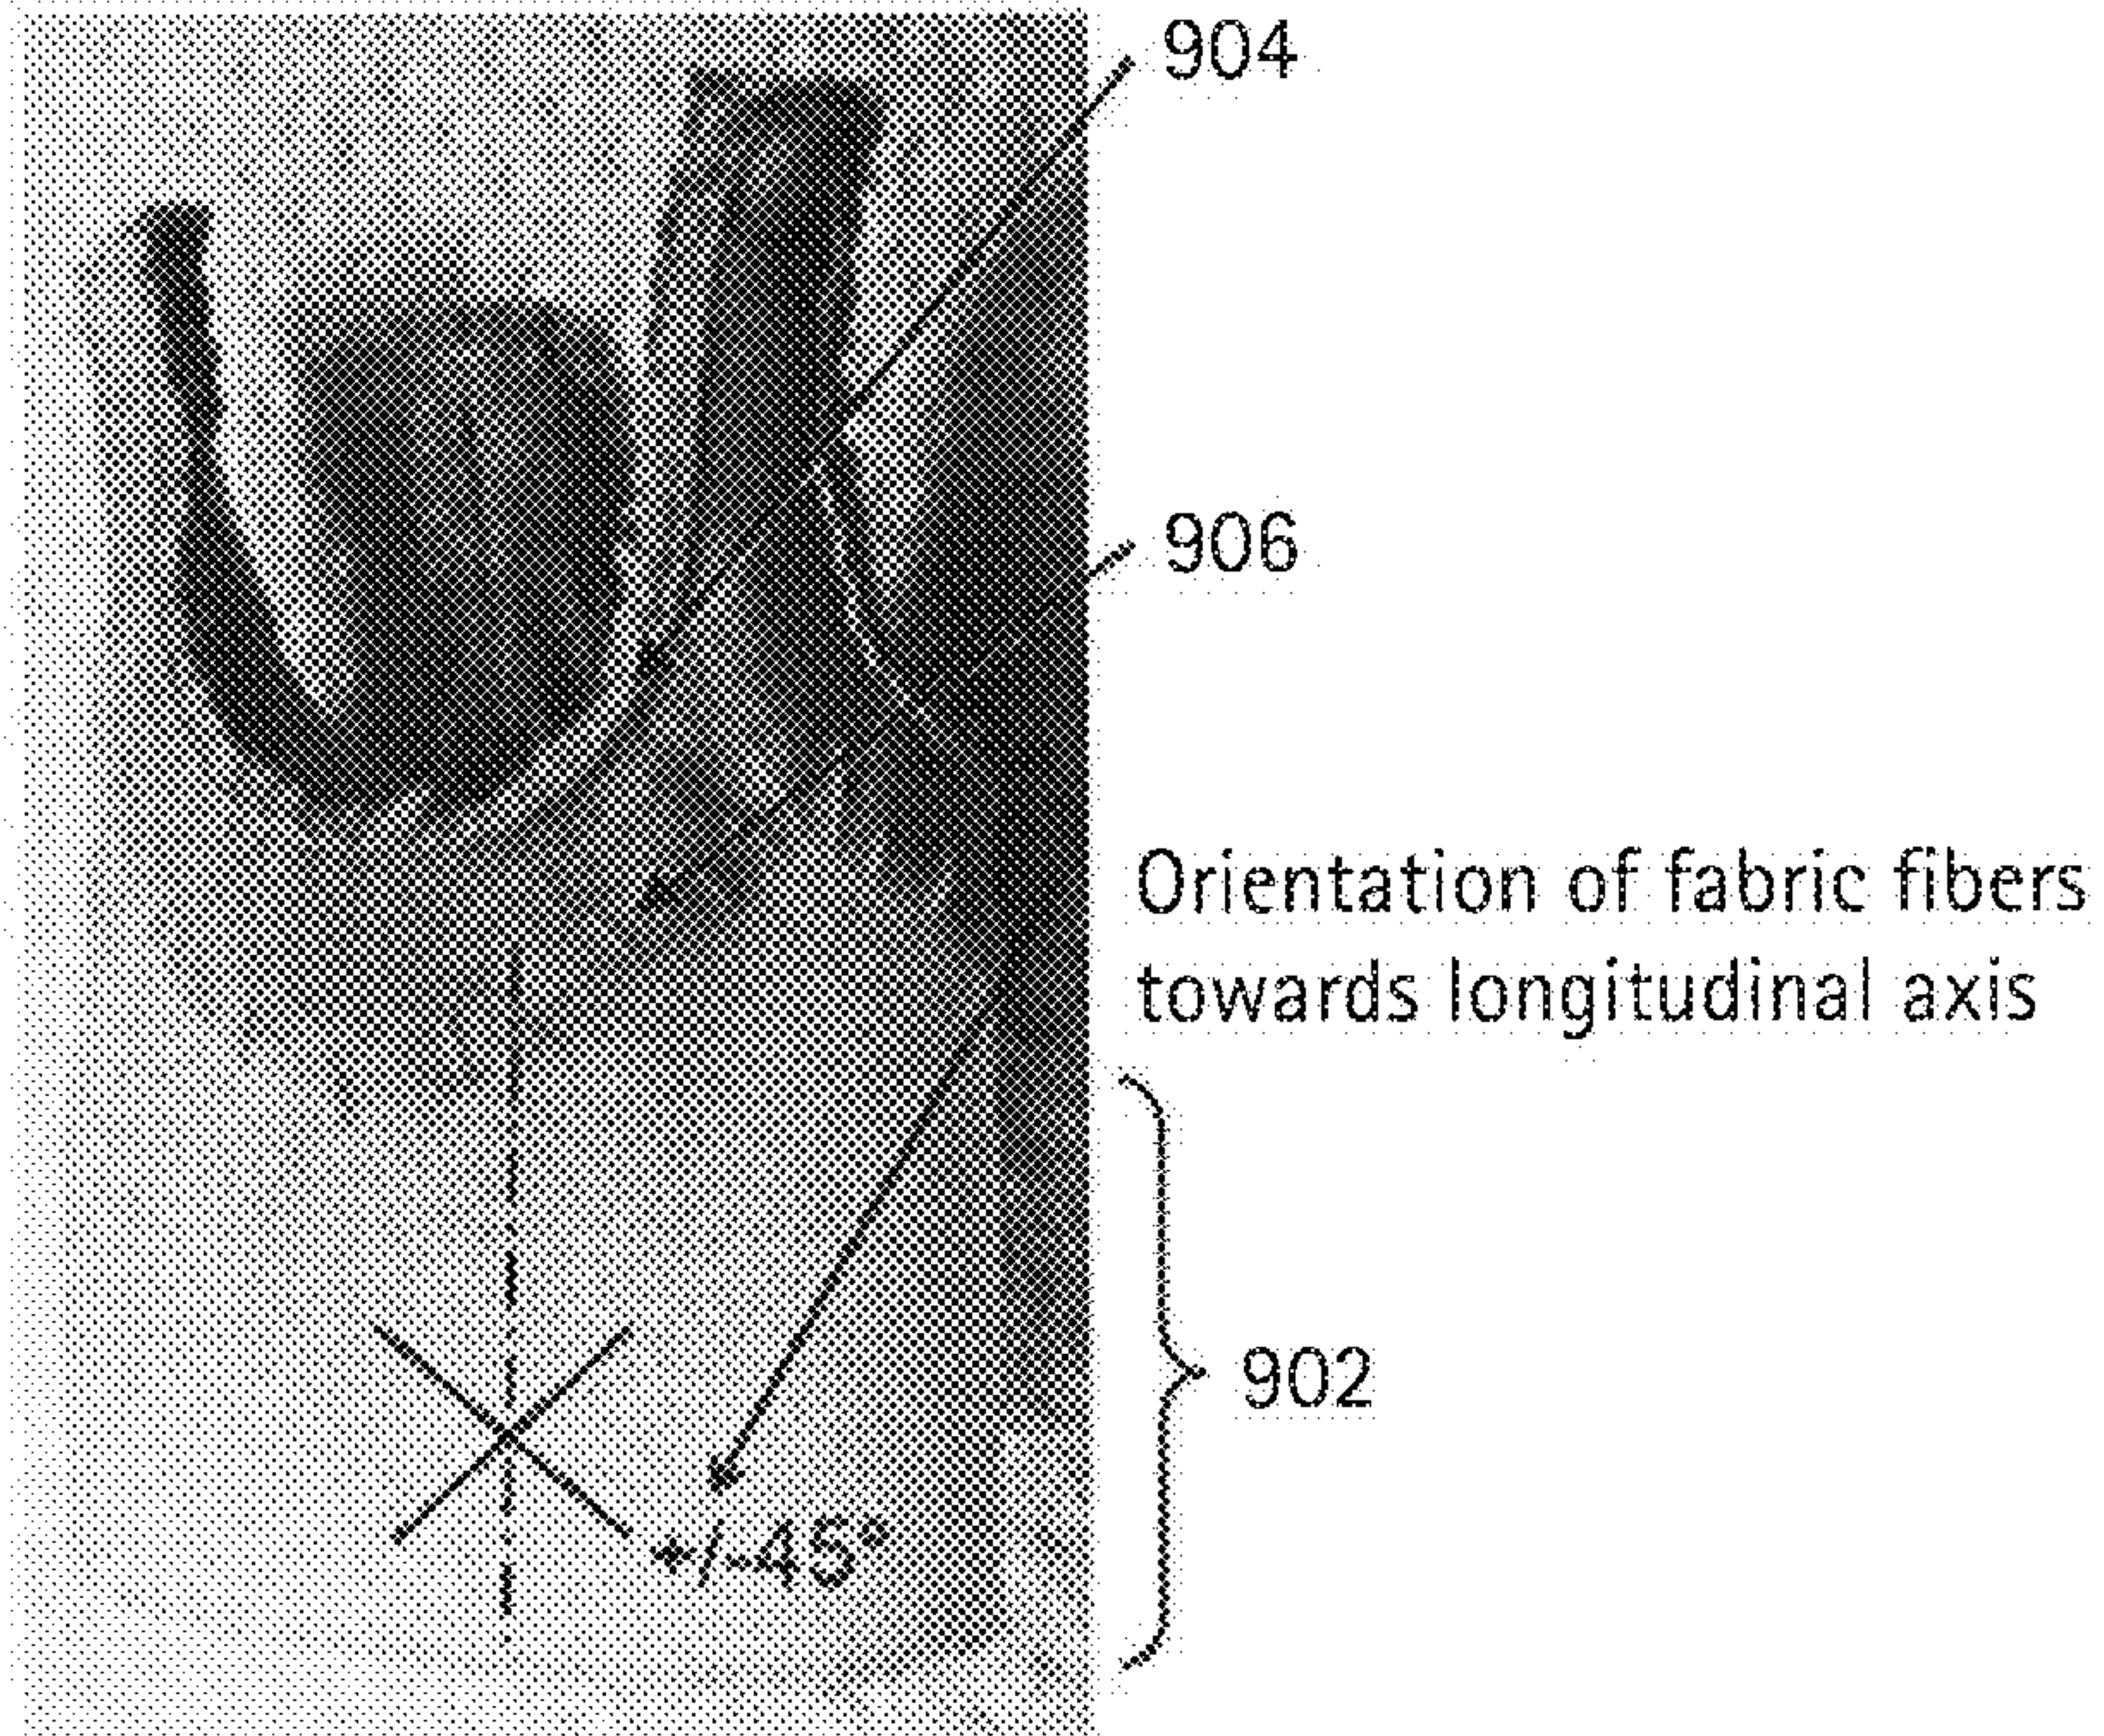 904
906
Orientation of fabric fibers
towards longitudinal axis
902
+/-45°